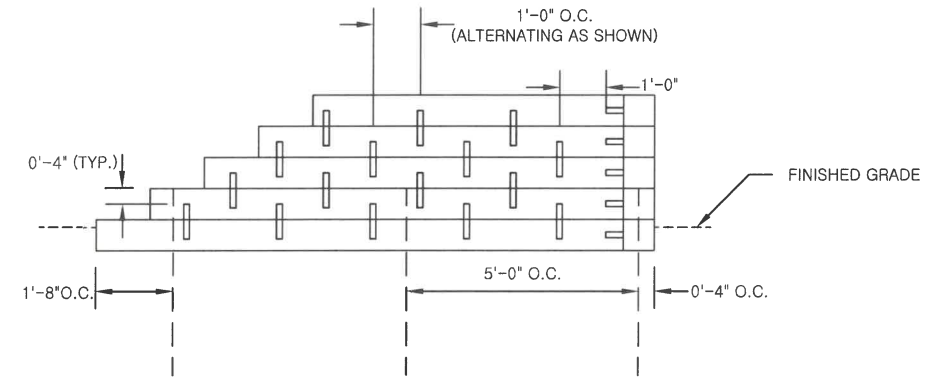 1'-0" O.C.
(ALTERNATING AS SHOWN)
1'-0"
0'-4" (TYP.)
FINISHED GRADE
5'-0" O.C.
1'-8"O.C.
0'-4" O.C.